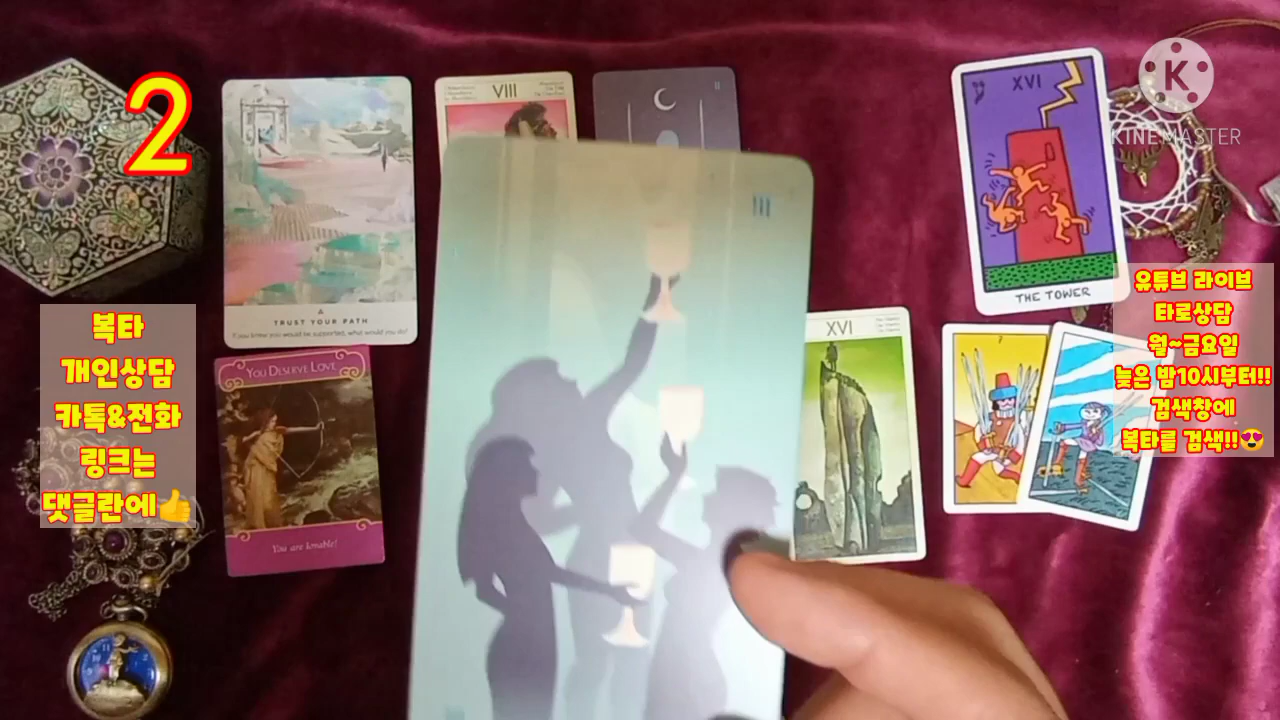 2
TRUST YOUR PATH
If you knew you would be supported, what would you do?
YOU DESERVE LOVE
You are lovable!
VIII
II
III
XVI
XVI
THE TOWER
7
K
KINEMASTER
복타
개인상담
카톡&전화
링크는
댓글란에👍
유튜브 라이브
타로상담
월~금요일
늦은 밤10시부터!!
검색창에
복타를 검색!!😍